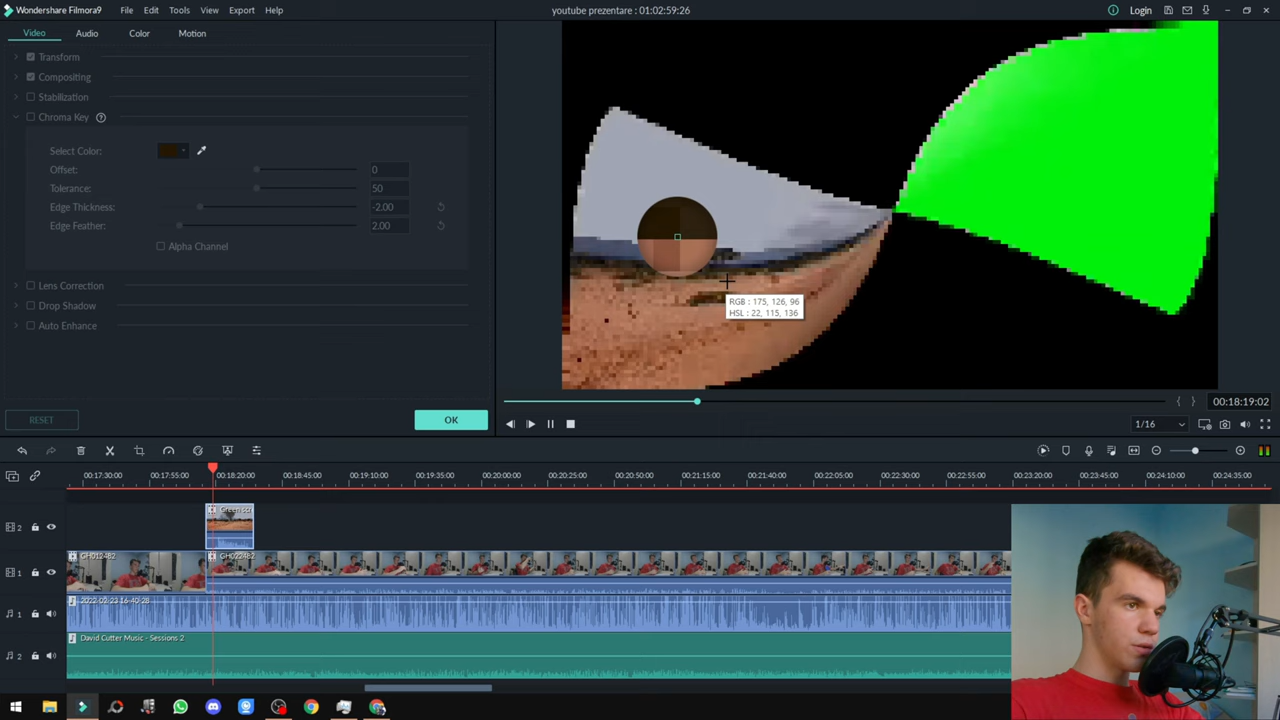 Wondershare Filmora9 File Edit Tools View Export Help youtube prezentare : 01:02:59:26 Login
Video Audio Color Motion
Transform
Compositing
Stabilization
Chroma Key ?
Select Color:
Offset: 0
Tolerance: 50
Edge Thickness: -2.00
Edge Feather: 2.00
Alpha Channel
Lens Correction
Drop Shadow
Auto Enhance
RGB : 175, 126, 96
HSL : 22, 115, 136
RESET OK
{ } 00:18:19:02
1/16
00:17:30:00 00:17:55:00 00:18:20:00 00:18:45:00 00:19:10:00 00:19:35:00 00:20:00:00 00:20:25:00 00:20:50:00 00:21:15:00 00:21:40:00 00:22:05:00 00:22:30:00 00:22:55:00 00:23:20:00 00:23:45:00 00:24:10:00 00:24:35:00
2 Green scr
GH012482 GH022482
1
2022-02-23 16-40-28
1
David Cutter Music - Sessions 2
2